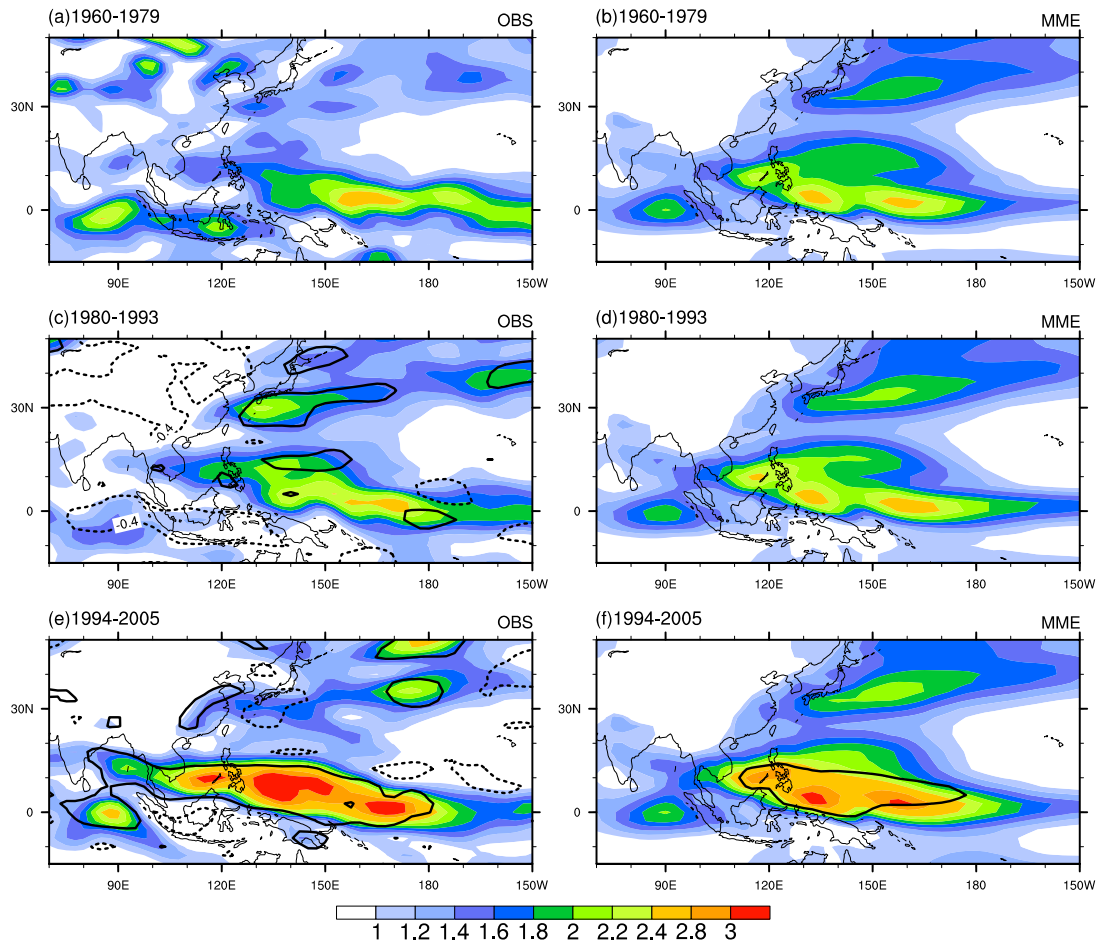 (a)1960-1979 OBS
30N
0
90E 120E 150E 180 150W
(b)1960-1979 MME
30N
0
90E 120E 150E 180 150W
(c)1980-1993 OBS
30N
0
-0.4
-0.4
90E 120E 150E 180 150W
(d)1980-1993 MME
30N
0
90E 120E 150E 180 150W
(e)1994-2005 OBS
30N
0
90E 120E 150E 180 150W
(f)1994-2005 MME
30N
0
90E 120E 150E 180 150W
1 1.2 1.4 1.6 1.8 2 2.2 2.4 2.8 3